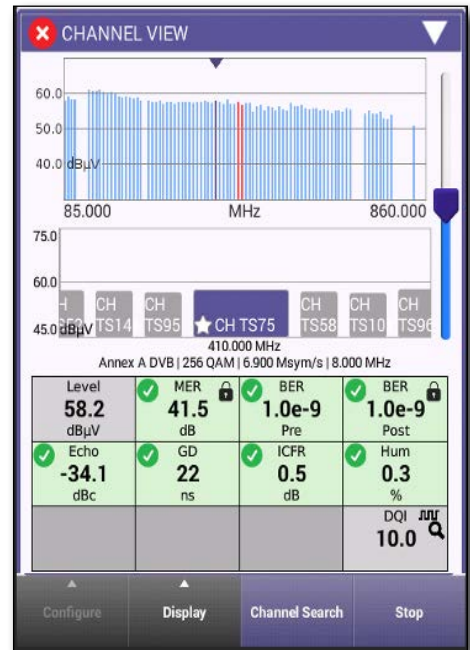 CHANNEL VIEW
60.0
50.0
40.0 dBµV
85.000 MHz 860.000
75.0
60.0
45.0 dBµV
CH CH CH CH CH
TS14 TS95 CH TS75 TS58 TS10 TS96
410.000 MHz
Annex A DVB | 256 QAM | 6.900 Msym/s | 8.000 MHz
Level MER BER BER
58.2 41.5 1.0e-9 1.0e-9
dBµV dB Pre Post
Echo GD ICFR Hum
-34.1 22 0.5 0.3
dBc ns dB %
DQI
10.0
Configure Display Channel Search Stop